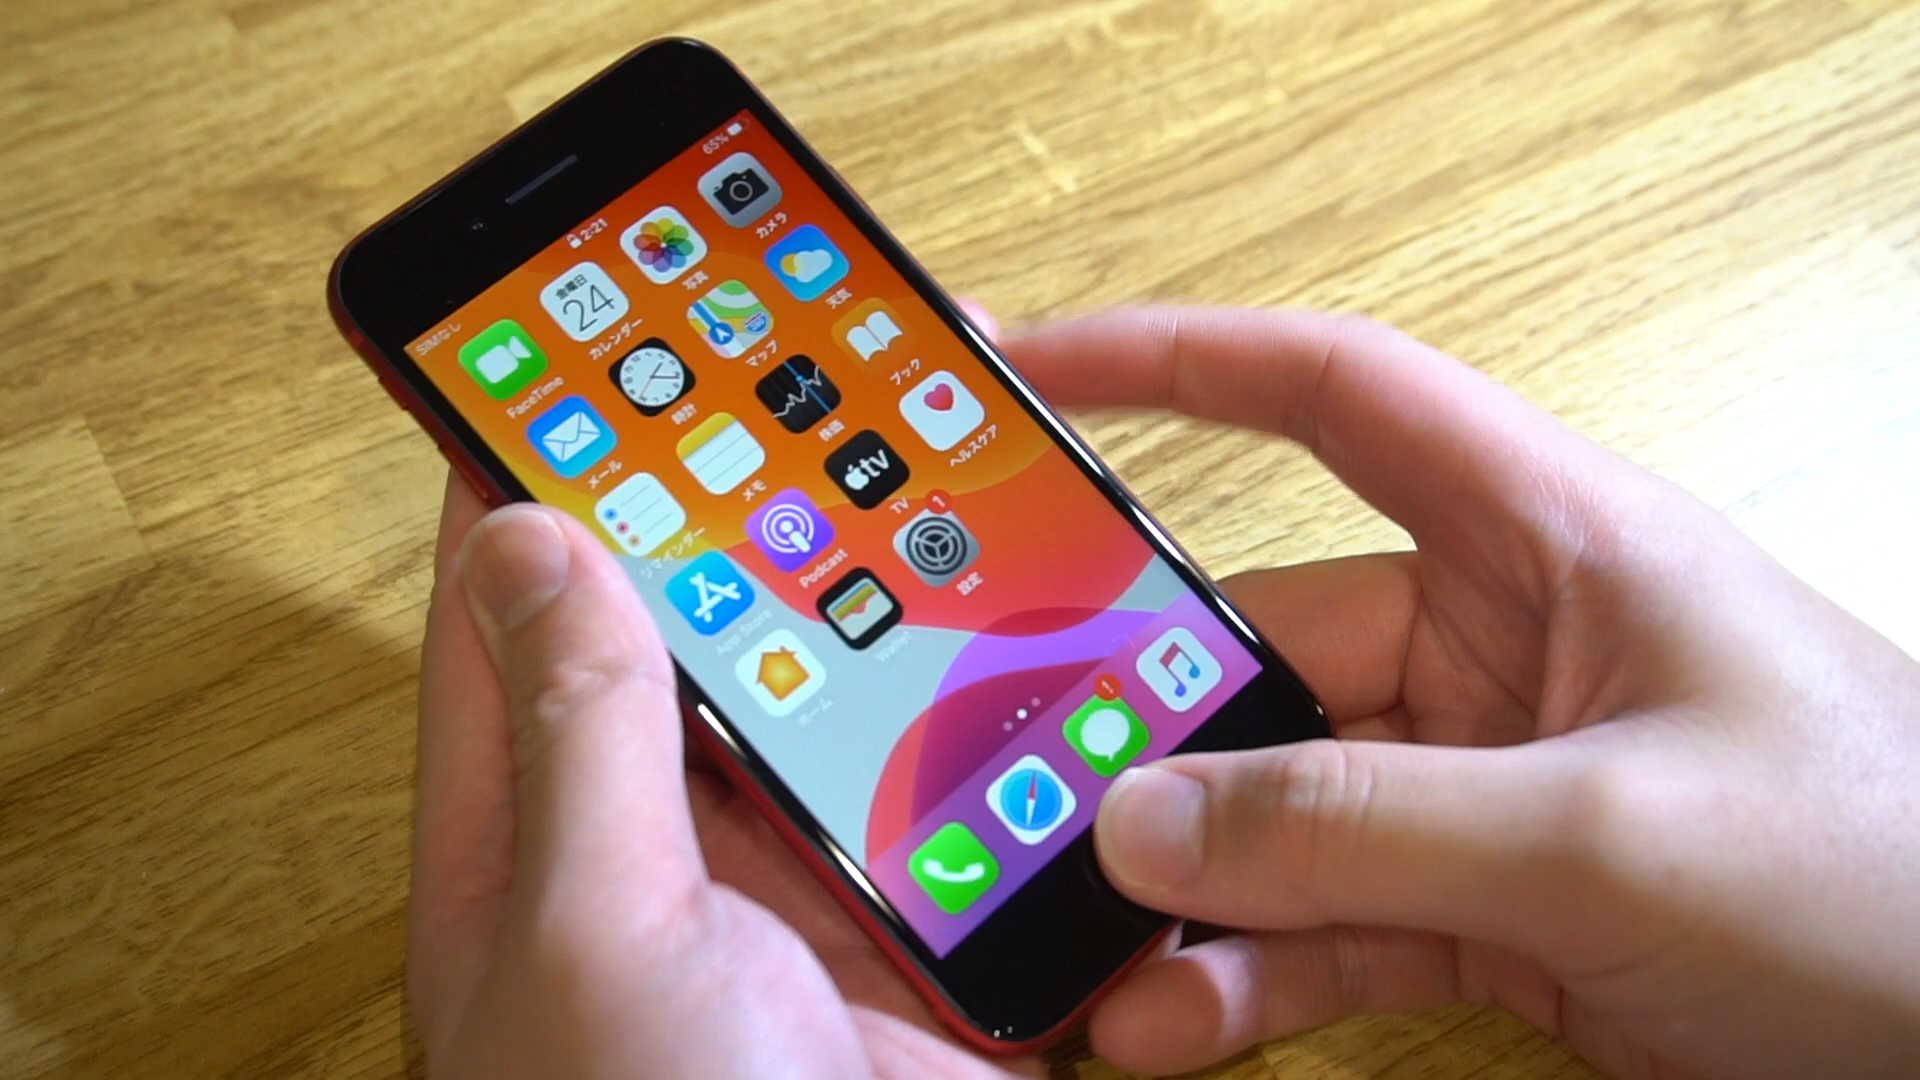 SIMなし 2:21 65%
FaceTime
金曜日
24
カレンダー
写真
カメラ
メール
時計
マップ
天気
リマインダー
メモ
株価
ブック
App Store
Podcast
tv
TV
ヘルスケア
ホーム
Wallet
1
設定
1